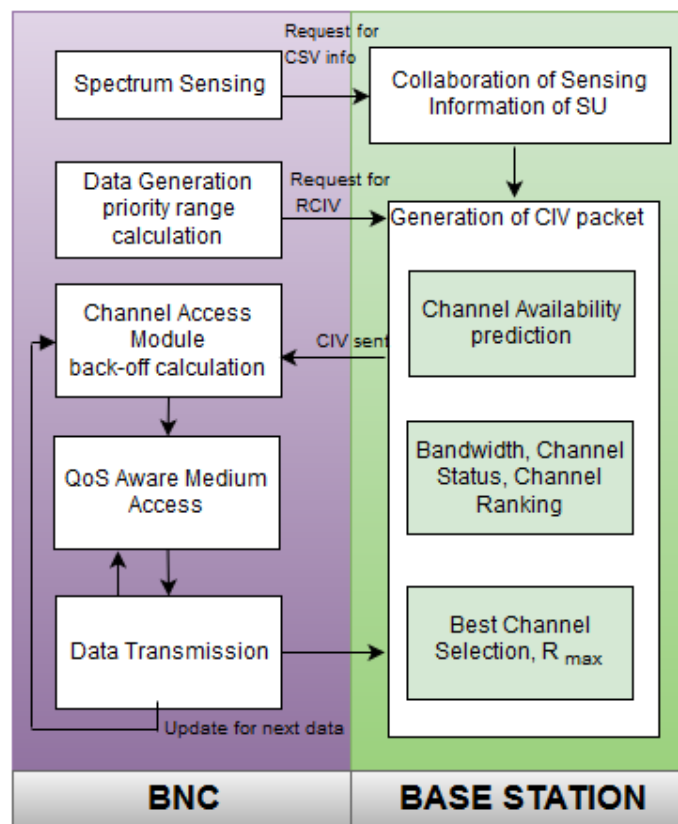 Request for
CSV info
Spectrum Sensing
Collaboration of Sensing
Information of SU
Data Generation
priority range
calculation
Request for
RCIV
Generation of CIV packet
Channel Access
Module
back-off calculation
CIV sent
Channel Availability
prediction
QoS Aware Medium
Access
Bandwidth, Channel
Status, Channel
Ranking
Data Transmission
Best Channel
Selection, R max
Update for next data
BNC
BASE STATION